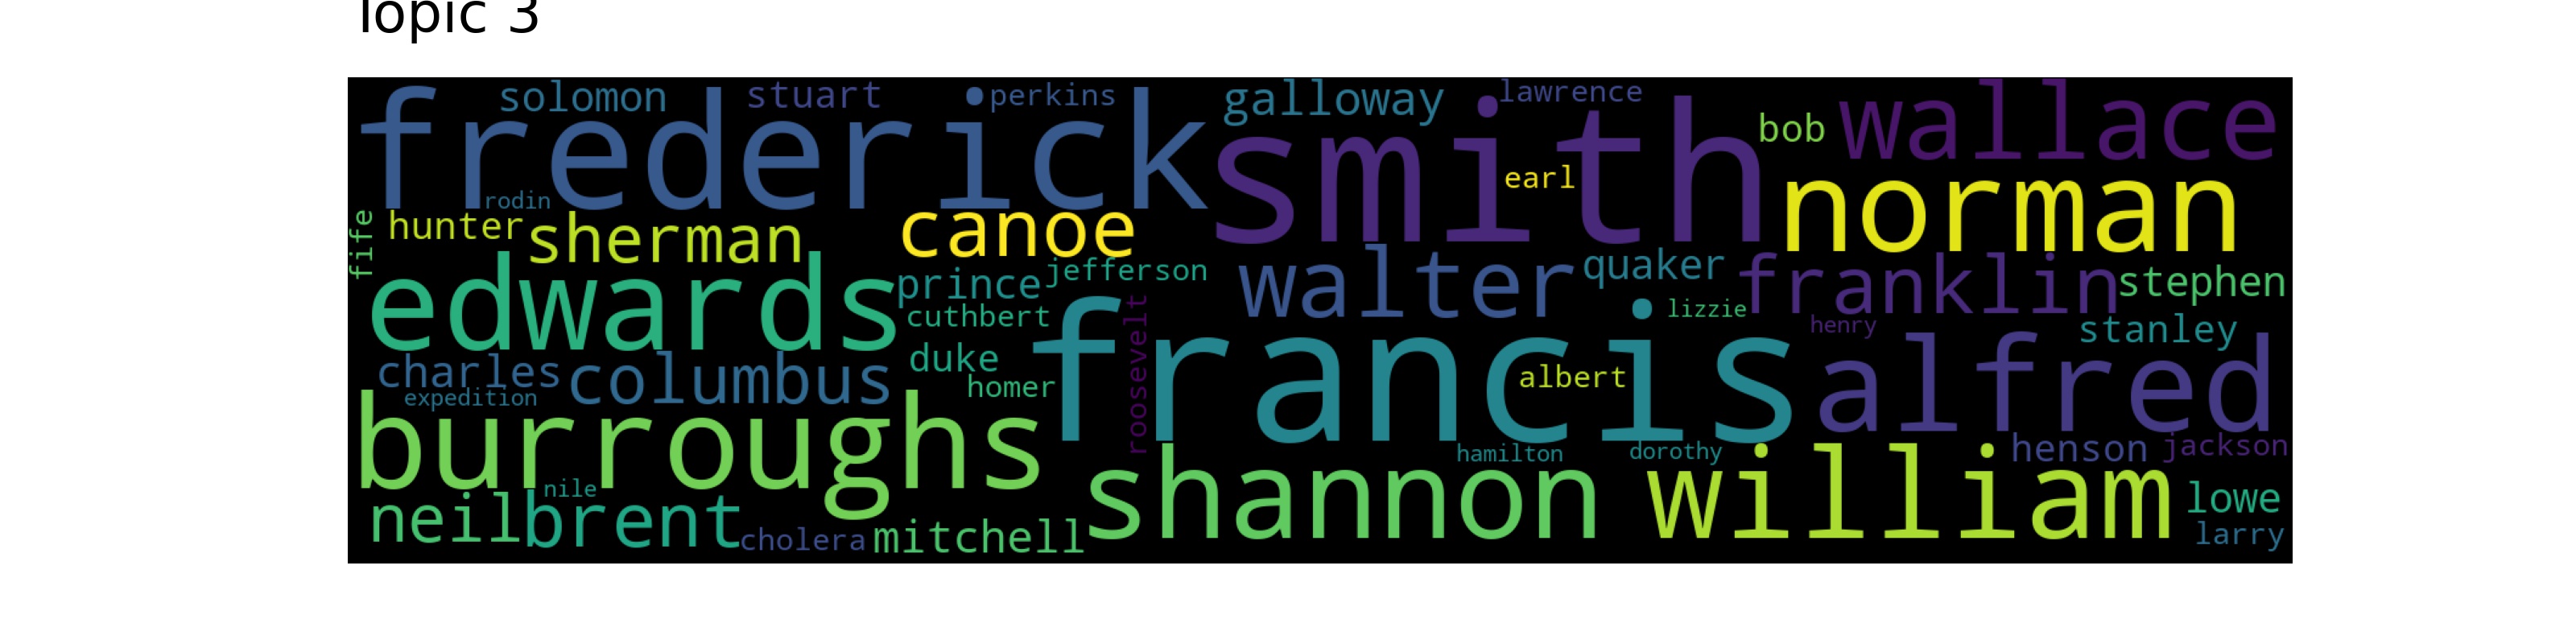 Topic 3
solomon stuart perkins galloway lawrence
frederick smith bob wallace
earl
rodin norman
fife hunter sherman canoe
edwards prince jefferson walter quaker franklin stephen
cuthbert roosevelt lizzie henry stanley
charles columbus duke francis albert alfred
expedition homer
burroughs hamilton dorothy henson jackson
nile shannon william lowe
neil brent cholera mitchell larry